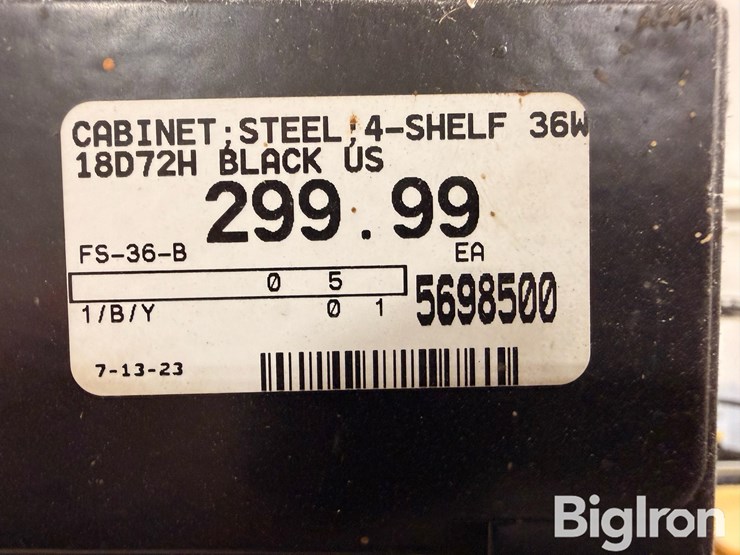 CABINET;STEEL;4-SHELF 36W
18D72H BLACK US
299.99
FS-36-B EA
0 5
5698500
1/B/Y 0 1
7-13-23
BigIron